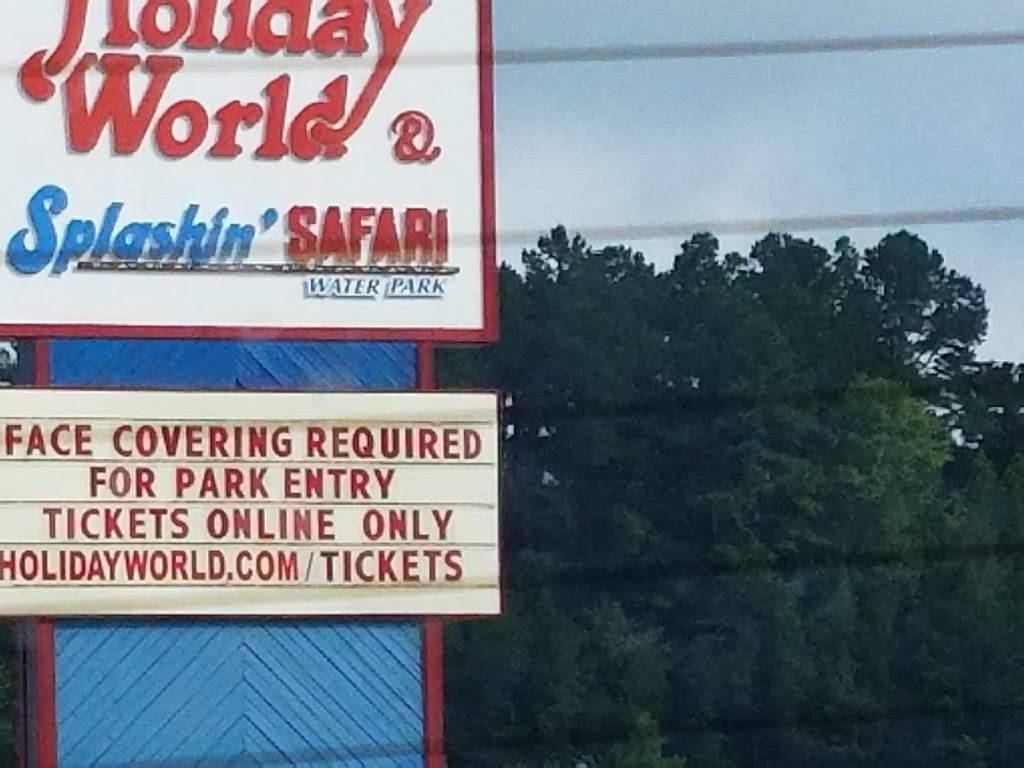 Holiday
World &
Splashin' SAFARI
WATER PARK
FACE COVERING REQUIRED
FOR PARK ENTRY
TICKETS ONLINE ONLY
HOLIDAYWORLD.COM/TICKETS